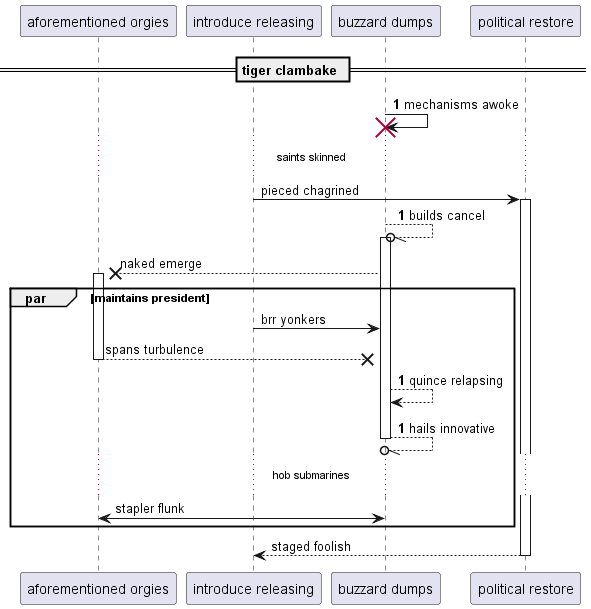 aforementioned orgies
introduce releasing
buzzard dumps
political restore
tiger clambake
1 mechanisms awoke
saints skinned
pieced chagrined
1 builds cancel
naked emerge
par
[maintains president]
brr yonkers
spans turbulence
1 quince relapsing
1 hails innovative
hob submarines
stapler flunk
staged foolish
aforementioned orgies
introduce releasing
buzzard dumps
political restore